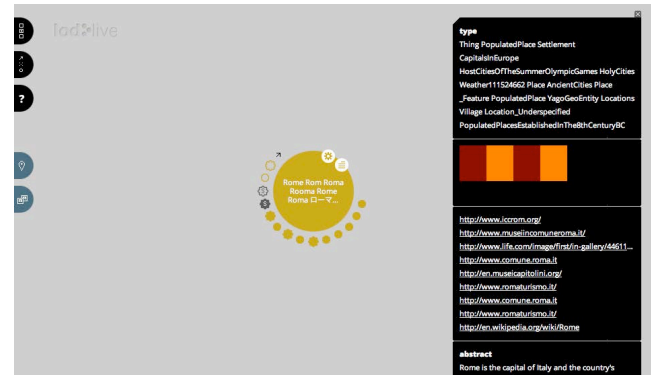 lodlive
?
Rome Rom Roma
Rooma Rome
Roma ローマ...
type
Thing PopulatedPlace Settlement
CapitalsInEurope
HostCitiesOfTheSummerOlympicGames HolyCities
Weather111524662 Place AncientCities Place
_Feature PopulatedPlace YagoGeoEntity Locations
Village Location_Underspecified
PopulatedPlacesEstablishedInThe8thCenturyBC
http://www.iccrom.org/
http://www.museiincomuneroma.it/
http://www.life.com/image/first/in-gallery/44611...
http://www.comune.roma.it
http://en.museicapitolini.org/
http://www.romaturismo.it/
http://www.comune.roma.it
http://www.romaturismo.it/
http://en.wikipedia.org/wiki/Rome
abstract
Rome is the capital of Italy and the country's